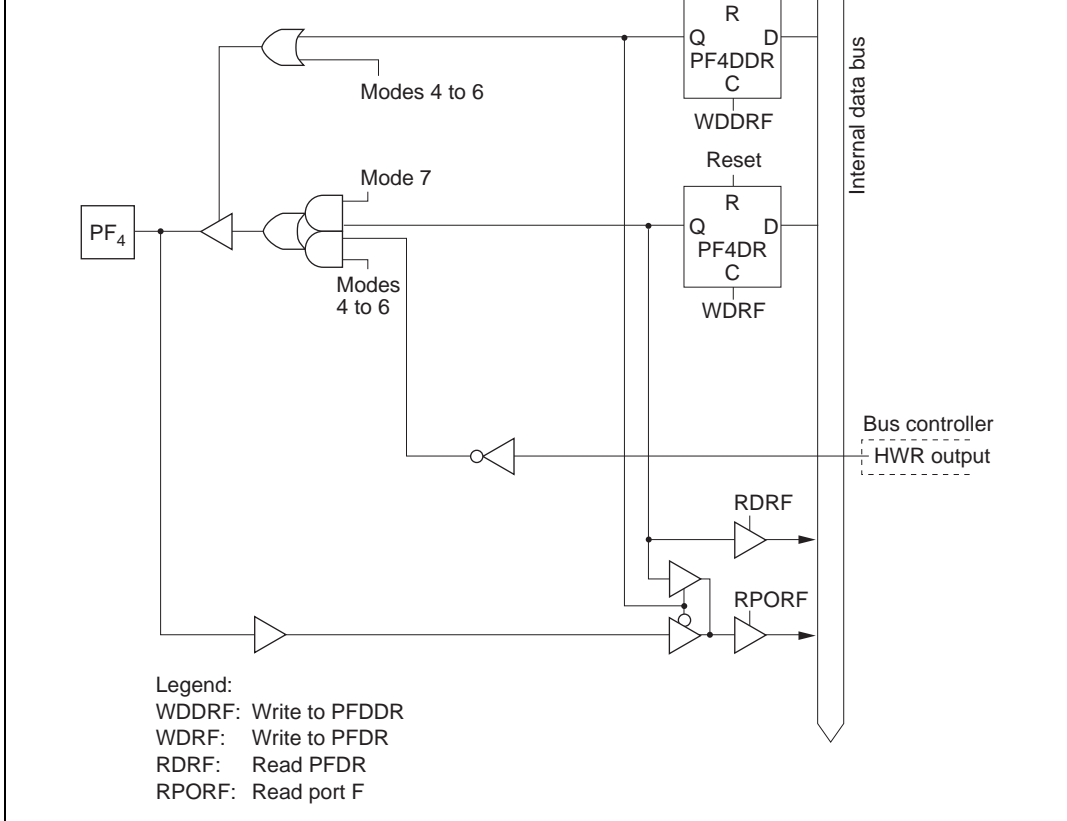 R
Q D
PF4DDR
C
WDDRF
Modes 4 to 6
Internal data bus
Reset
Mode 7
R
Q D
PF4DR
C
WDRF
PF4
Modes
4 to 6
Bus controller
HWR output
RDRF
RPORF
Legend:
WDDRF: Write to PFDDR
WDRF: Write to PFDR
RDRF: Read PFDR
RPORF: Read port F